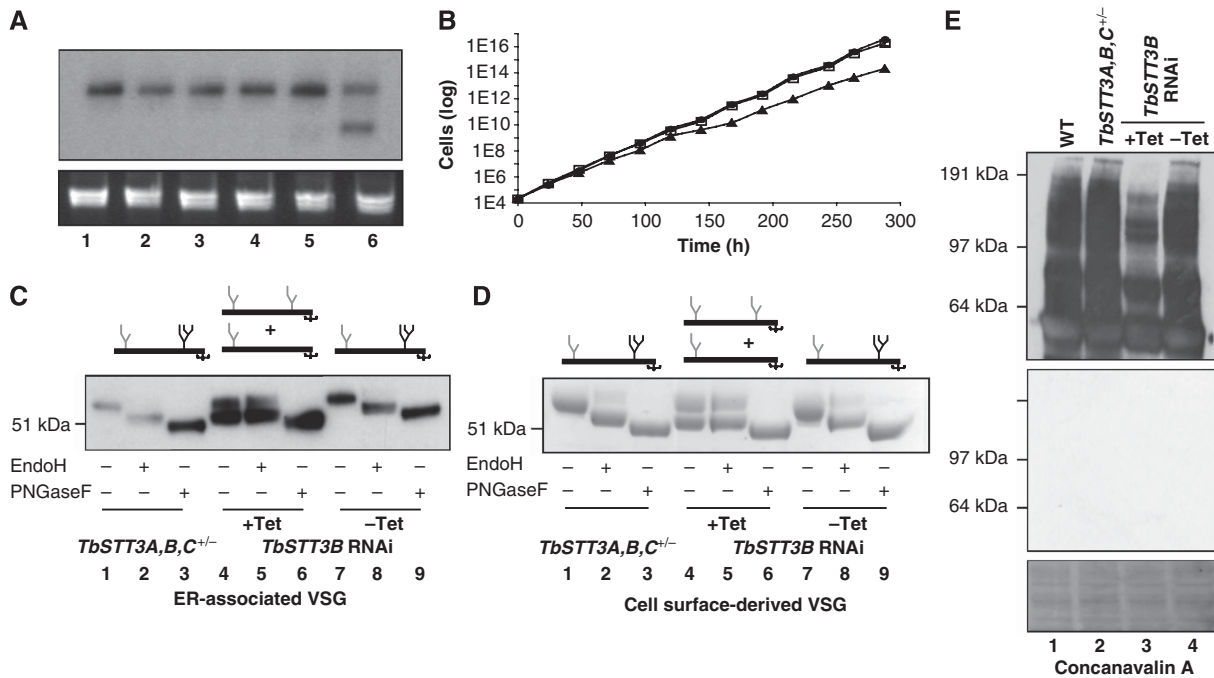 A
1 2 3 4 5 6
B
Cells (log)
1E16
1E14
1E12
1E10
1E8
1E6
1E4
0 50 100 150 200 250 300
Time (h)
C
+
51 kDa
EndoH − + − − + − − + −
PNGaseF − − + − − + − − +
+Tet −Tet
TbSTT3A,B,C+/− TbSTT3B RNAi
1 2 3 4 5 6 7 8 9
ER-associated VSG
D
+
51 kDa
EndoH − + − − + − − + −
PNGaseF − − + − − + − − +
+Tet −Tet
TbSTT3A,B,C+/− TbSTT3B RNAi
1 2 3 4 5 6 7 8 9
Cell surface-derived VSG
E
WT
TbSTT3A,B,C+/−
TbSTT3B
RNAi
+Tet −Tet
191 kDa
97 kDa
64 kDa
97 kDa
64 kDa
1 2 3 4
Concanavalin A